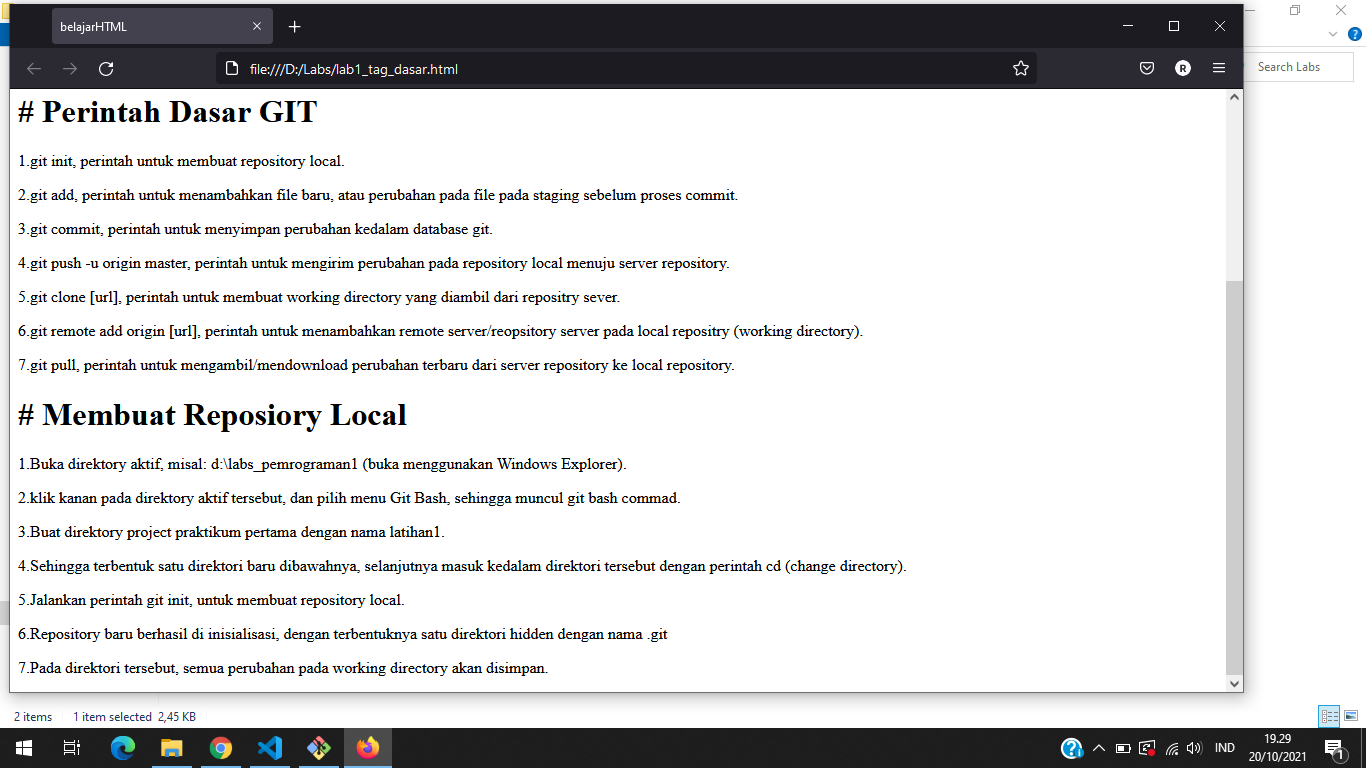 belajarHTML
file:///D:/Labs/lab1_tag_dasar.html
R
Search Labs
# Perintah Dasar GIT
1.git init, perintah untuk membuat repository local.
2.git add, perintah untuk menambahkan file baru, atau perubahan pada file pada staging sebelum proses commit.
3.git commit, perintah untuk menyimpan perubahan kedalam database git.
4.git push -u origin master, perintah untuk mengirim perubahan pada repository local menuju server repository.
5.git clone [url], perintah untuk membuat working directory yang diambil dari repositry sever.
6.git remote add origin [url], perintah untuk menambahkan remote server/reopsitory server pada local repositry (working directory).
7.git pull, perintah untuk mengambil/mendownload perubahan terbaru dari server repository ke local repository.
# Membuat Reposiory Local
1.Buka direktory aktif, misal: d:\labs_pemrograman1 (buka menggunakan Windows Explorer).
2.klik kanan pada direktory aktif tersebut, dan pilih menu Git Bash, sehingga muncul git bash commad.
3.Buat direktory project praktikum pertama dengan nama latihan1.
4.Sehingga terbentuk satu direktori baru dibawahnya, selanjutnya masuk kedalam direktori tersebut dengan perintah cd (change directory).
5.Jalankan perintah git init, untuk membuat repository local.
6.Repository baru berhasil di inisialisasi, dengan terbentuknya satu direktori hidden dengan nama .git
7.Pada direktori tersebut, semua perubahan pada working directory akan disimpan.
2 items 1 item selected 2,45 KB
IND
19.29
20/10/2021
1